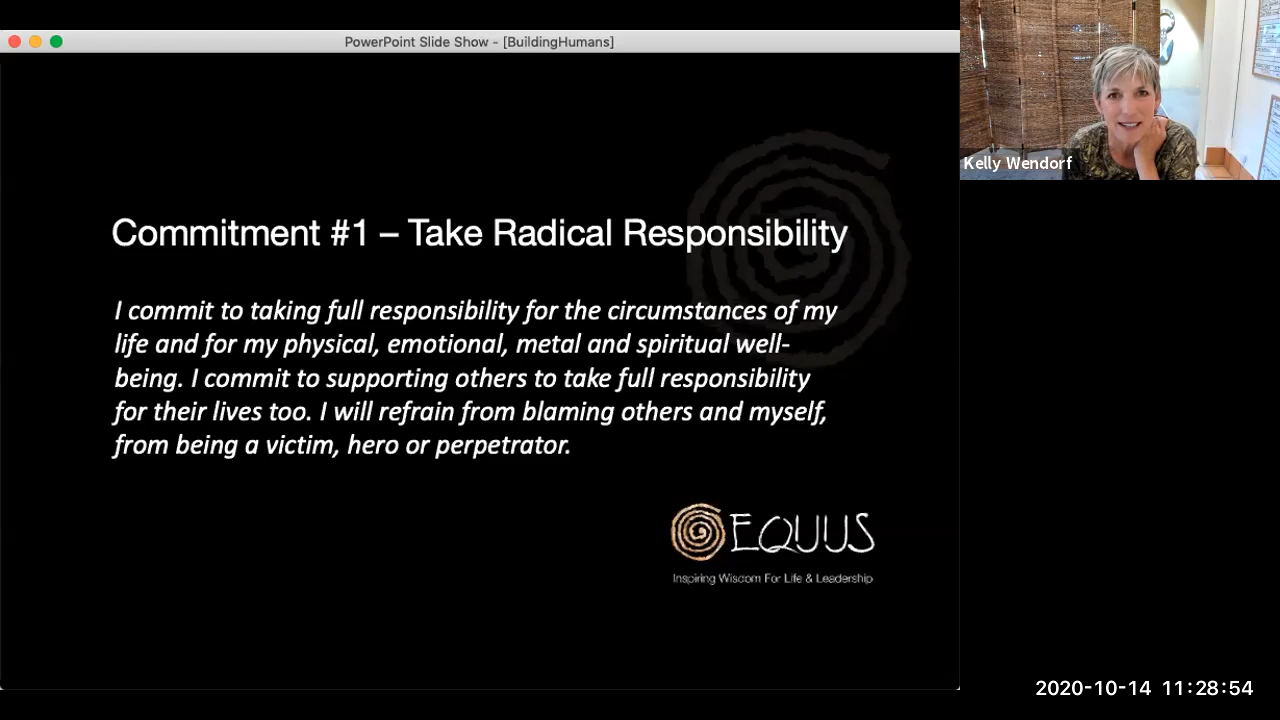 PowerPoint Slide Show - [BuildingHumans]
Kelly Wendorf
Commitment #1 – Take Radical Responsibility
I commit to taking full responsibility for the circumstances of my
life and for my physical, emotional, metal and spiritual well-
being. I commit to supporting others to take full responsibility
for their lives too. I will refrain from blaming others and myself,
from being a victim, hero or perpetrator.
EQUUS
Inspiring Wisdom For Life & Leadership
2020-10-14 11:28:54